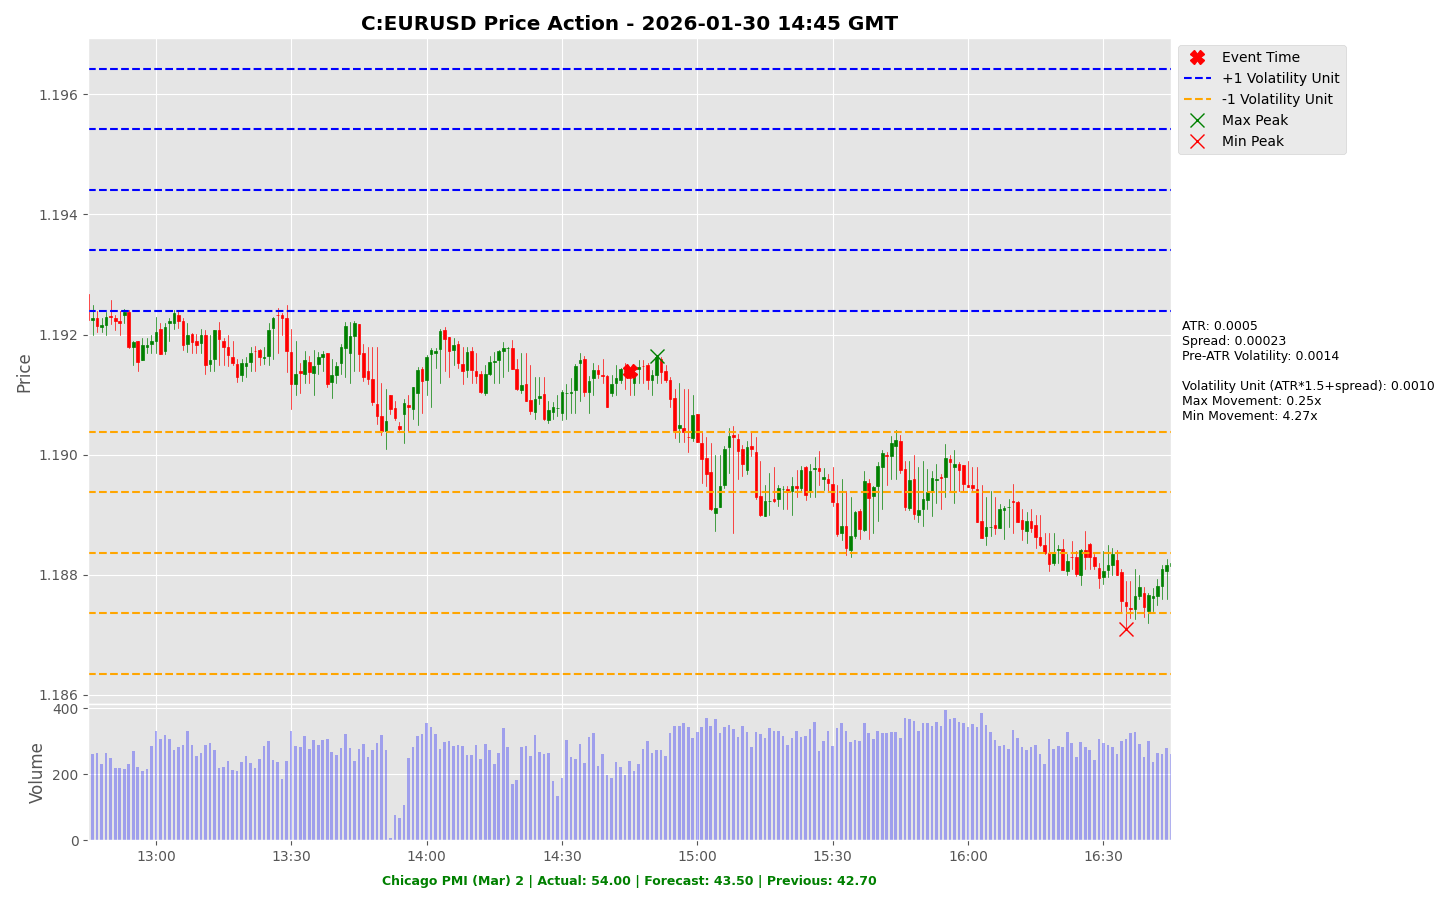 C:EURUSD Price Action - 2026-01-30 14:45 GMT
Event Time
+1 Volatility Unit
-1 Volatility Unit
Max Peak
Min Peak
1.196
1.194
1.192
1.190
1.188
1.186
Price
ATR: 0.0005
Spread: 0.00023
Pre-ATR Volatility: 0.0014
Volatility Unit (ATR*1.5+spread): 0.0010
Max Movement: 0.25x
Min Movement: 4.27x
400
200
0
Volume
13:00 13:30 14:00 14:30 15:00 15:30 16:00 16:30
Chicago PMI (Mar) 2 | Actual: 54.00 | Forecast: 43.50 | Previous: 42.70